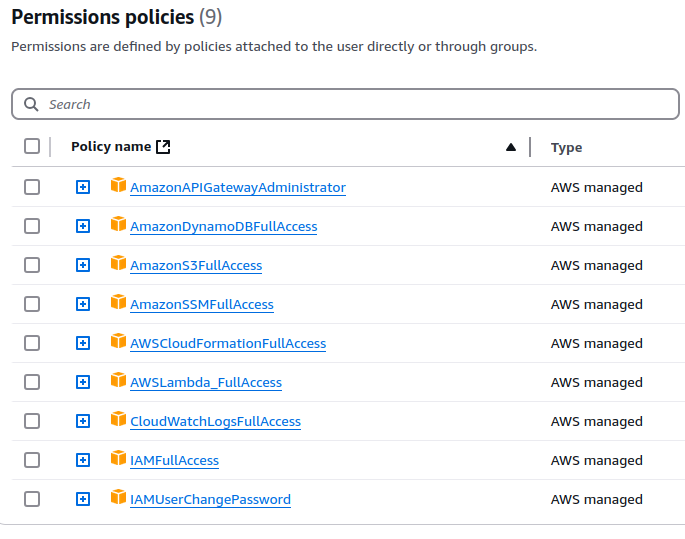 Permissions policies (9)
Permissions are defined by policies attached to the user directly or through groups.
Search
Policy name Type
AmazonAPIGatewayAdministrator AWS managed
AmazonDynamoDBFullAccess AWS managed
AmazonS3FullAccess AWS managed
AmazonSSMFullAccess AWS managed
AWSCloudFormationFullAccess AWS managed
AWSLambda_FullAccess AWS managed
CloudWatchLogsFullAccess AWS managed
IAMFullAccess AWS managed
IAMUserChangePassword AWS managed